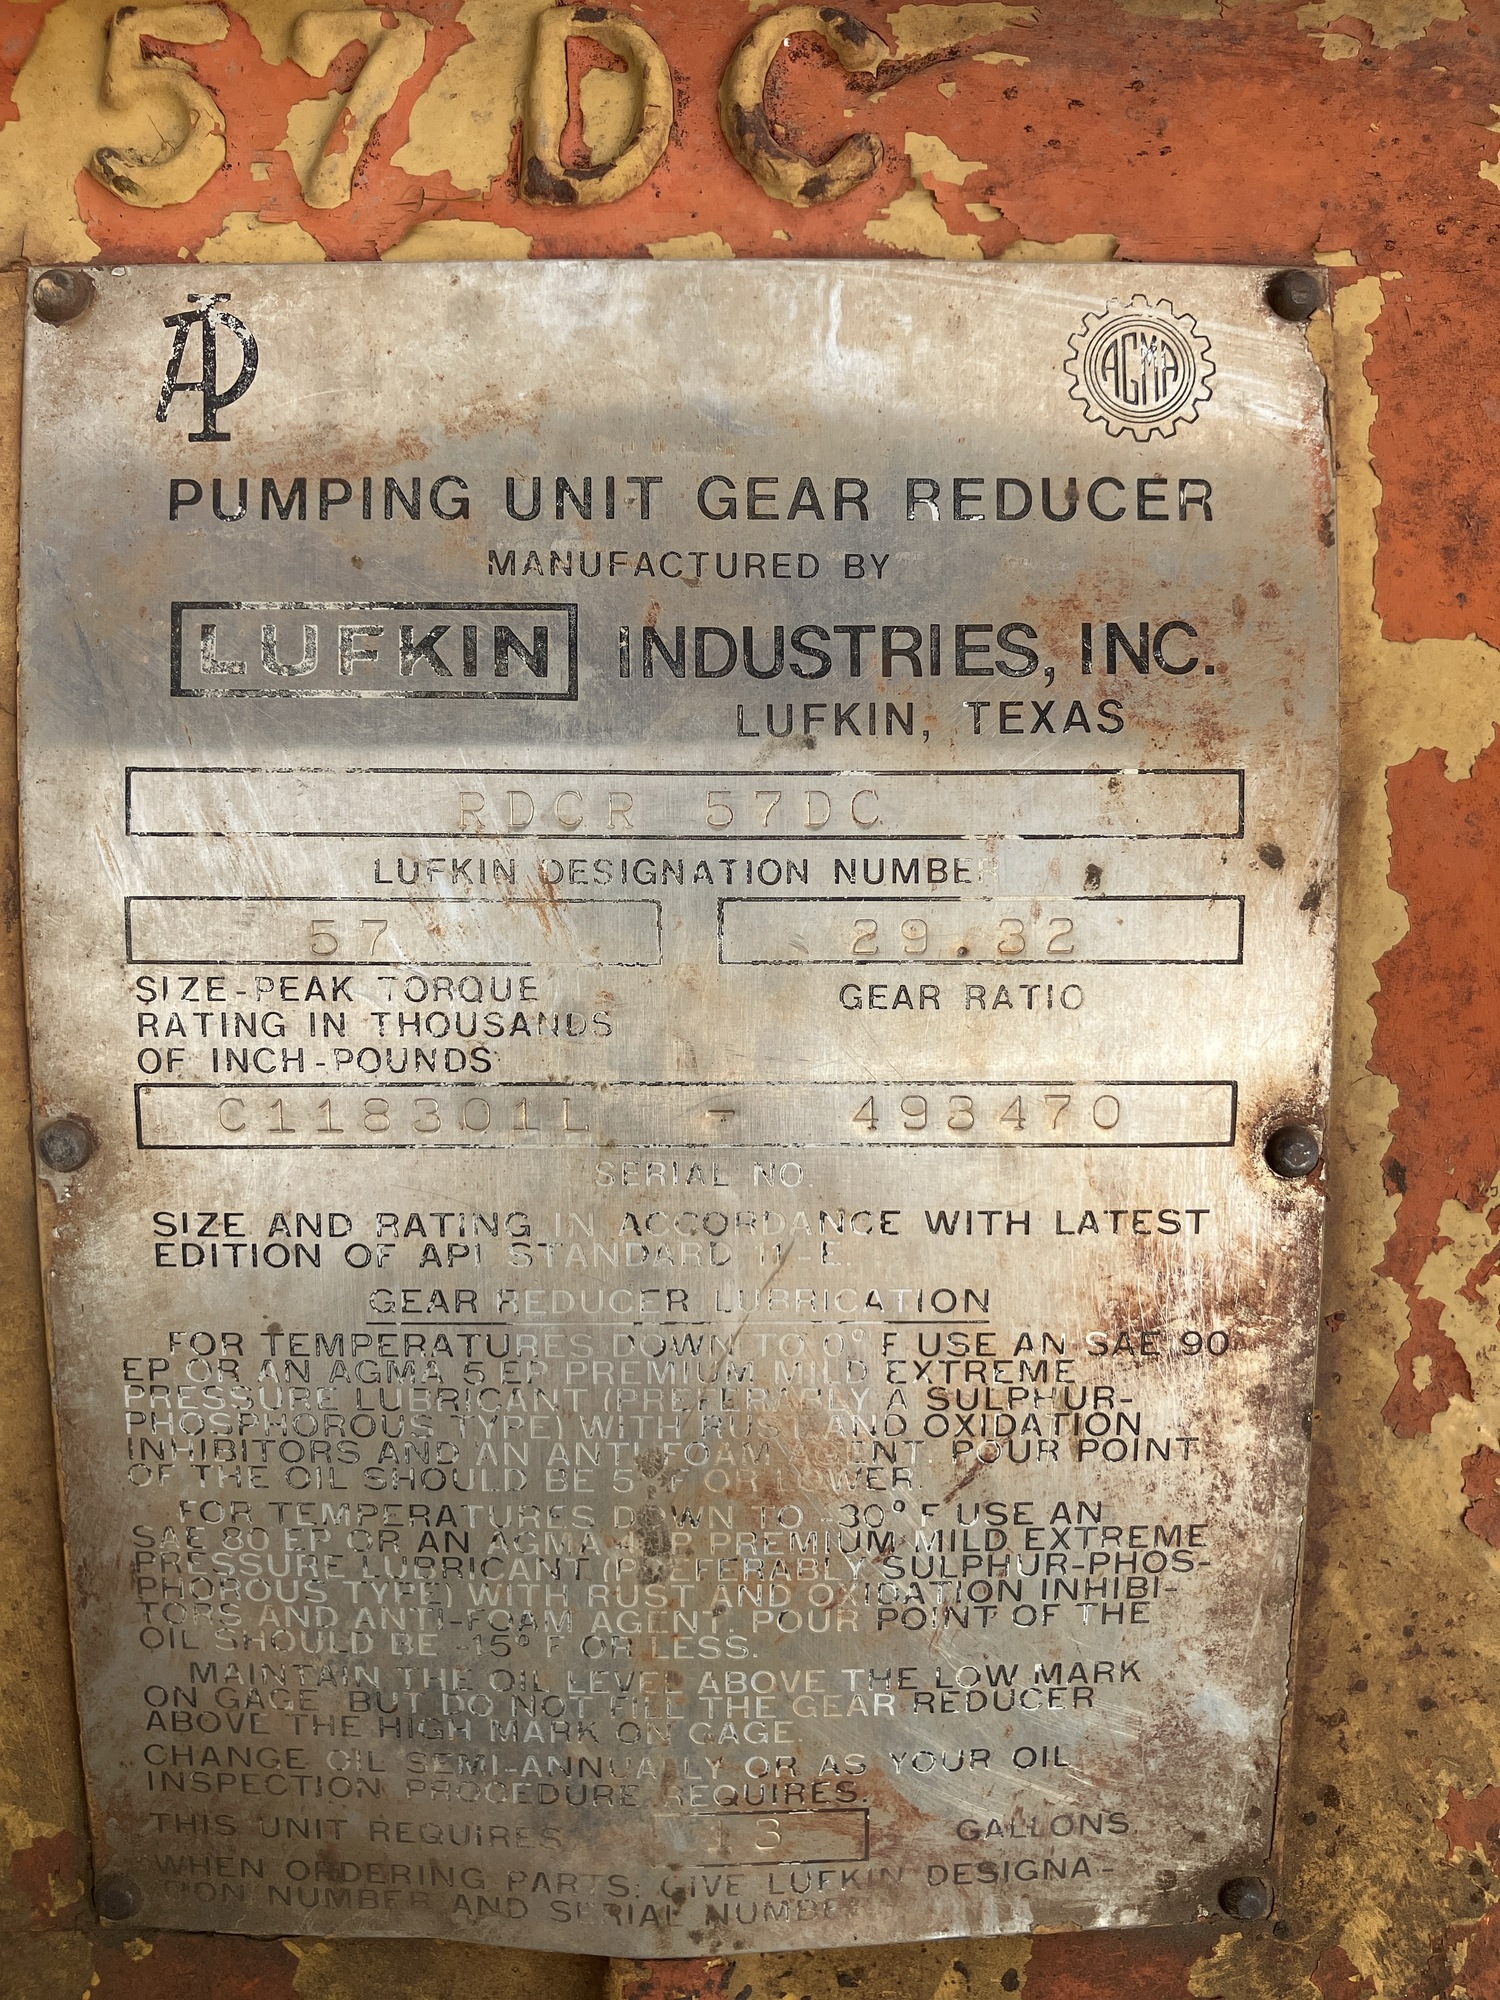 57DC
API
AGMA
PUMPING UNIT GEAR REDUCER
MANUFACTURED BY
LUFKIN INDUSTRIES, INC.
LUFKIN, TEXAS
RDCR 57DC
LUFKIN DESIGNATION NUMBER
57 29.32
SIZE-PEAK TORQUE GEAR RATIO
RATING IN THOUSANDS
OF INCH-POUNDS
C118301L - 493470
SERIAL NO.
SIZE AND RATING IN ACCORDANCE WITH LATEST
EDITION OF API STANDARD 11-E.
GEAR REDUCER LUBRICATION
FOR TEMPERATURES DOWN TO 0° F USE AN SAE 90
EP OR AN AGMA 5 EP PREMIUM MILD EXTREME
PRESSURE LUBRICANT (PREFERABLY A SULPHUR-
PHOSPHOROUS TYPE) WITH RUST AND OXIDATION
INHIBITORS AND AN ANTI-FOAM AGENT. POUR POINT
OF THE OIL SHOULD BE 5° F OR LOWER.
FOR TEMPERATURES DOWN TO -30° F USE AN
SAE 80 EP OR AN AGMA 4 EP PREMIUM MILD EXTREME
PRESSURE LUBRICANT (PREFERABLY SULPHUR-PHOS-
PHOROUS TYPE) WITH RUST AND OXIDATION INHIBI-
TORS AND ANTI-FOAM AGENT. POUR POINT OF THE
OIL SHOULD BE -15° F OR LESS.
MAINTAIN THE OIL LEVEL ABOVE THE LOW MARK
ON GAGE BUT DO NOT FILL THE GEAR REDUCER
ABOVE THE HIGH MARK ON GAGE.
CHANGE OIL SEMI-ANNUALLY OR AS YOUR OIL
INSPECTION PROCEDURE REQUIRES.
THIS UNIT REQUIRES 13 GALLONS.
WHEN ORDERING PARTS: GIVE LUFKIN DESIGNA-
TION NUMBER AND SERIAL NUMBER